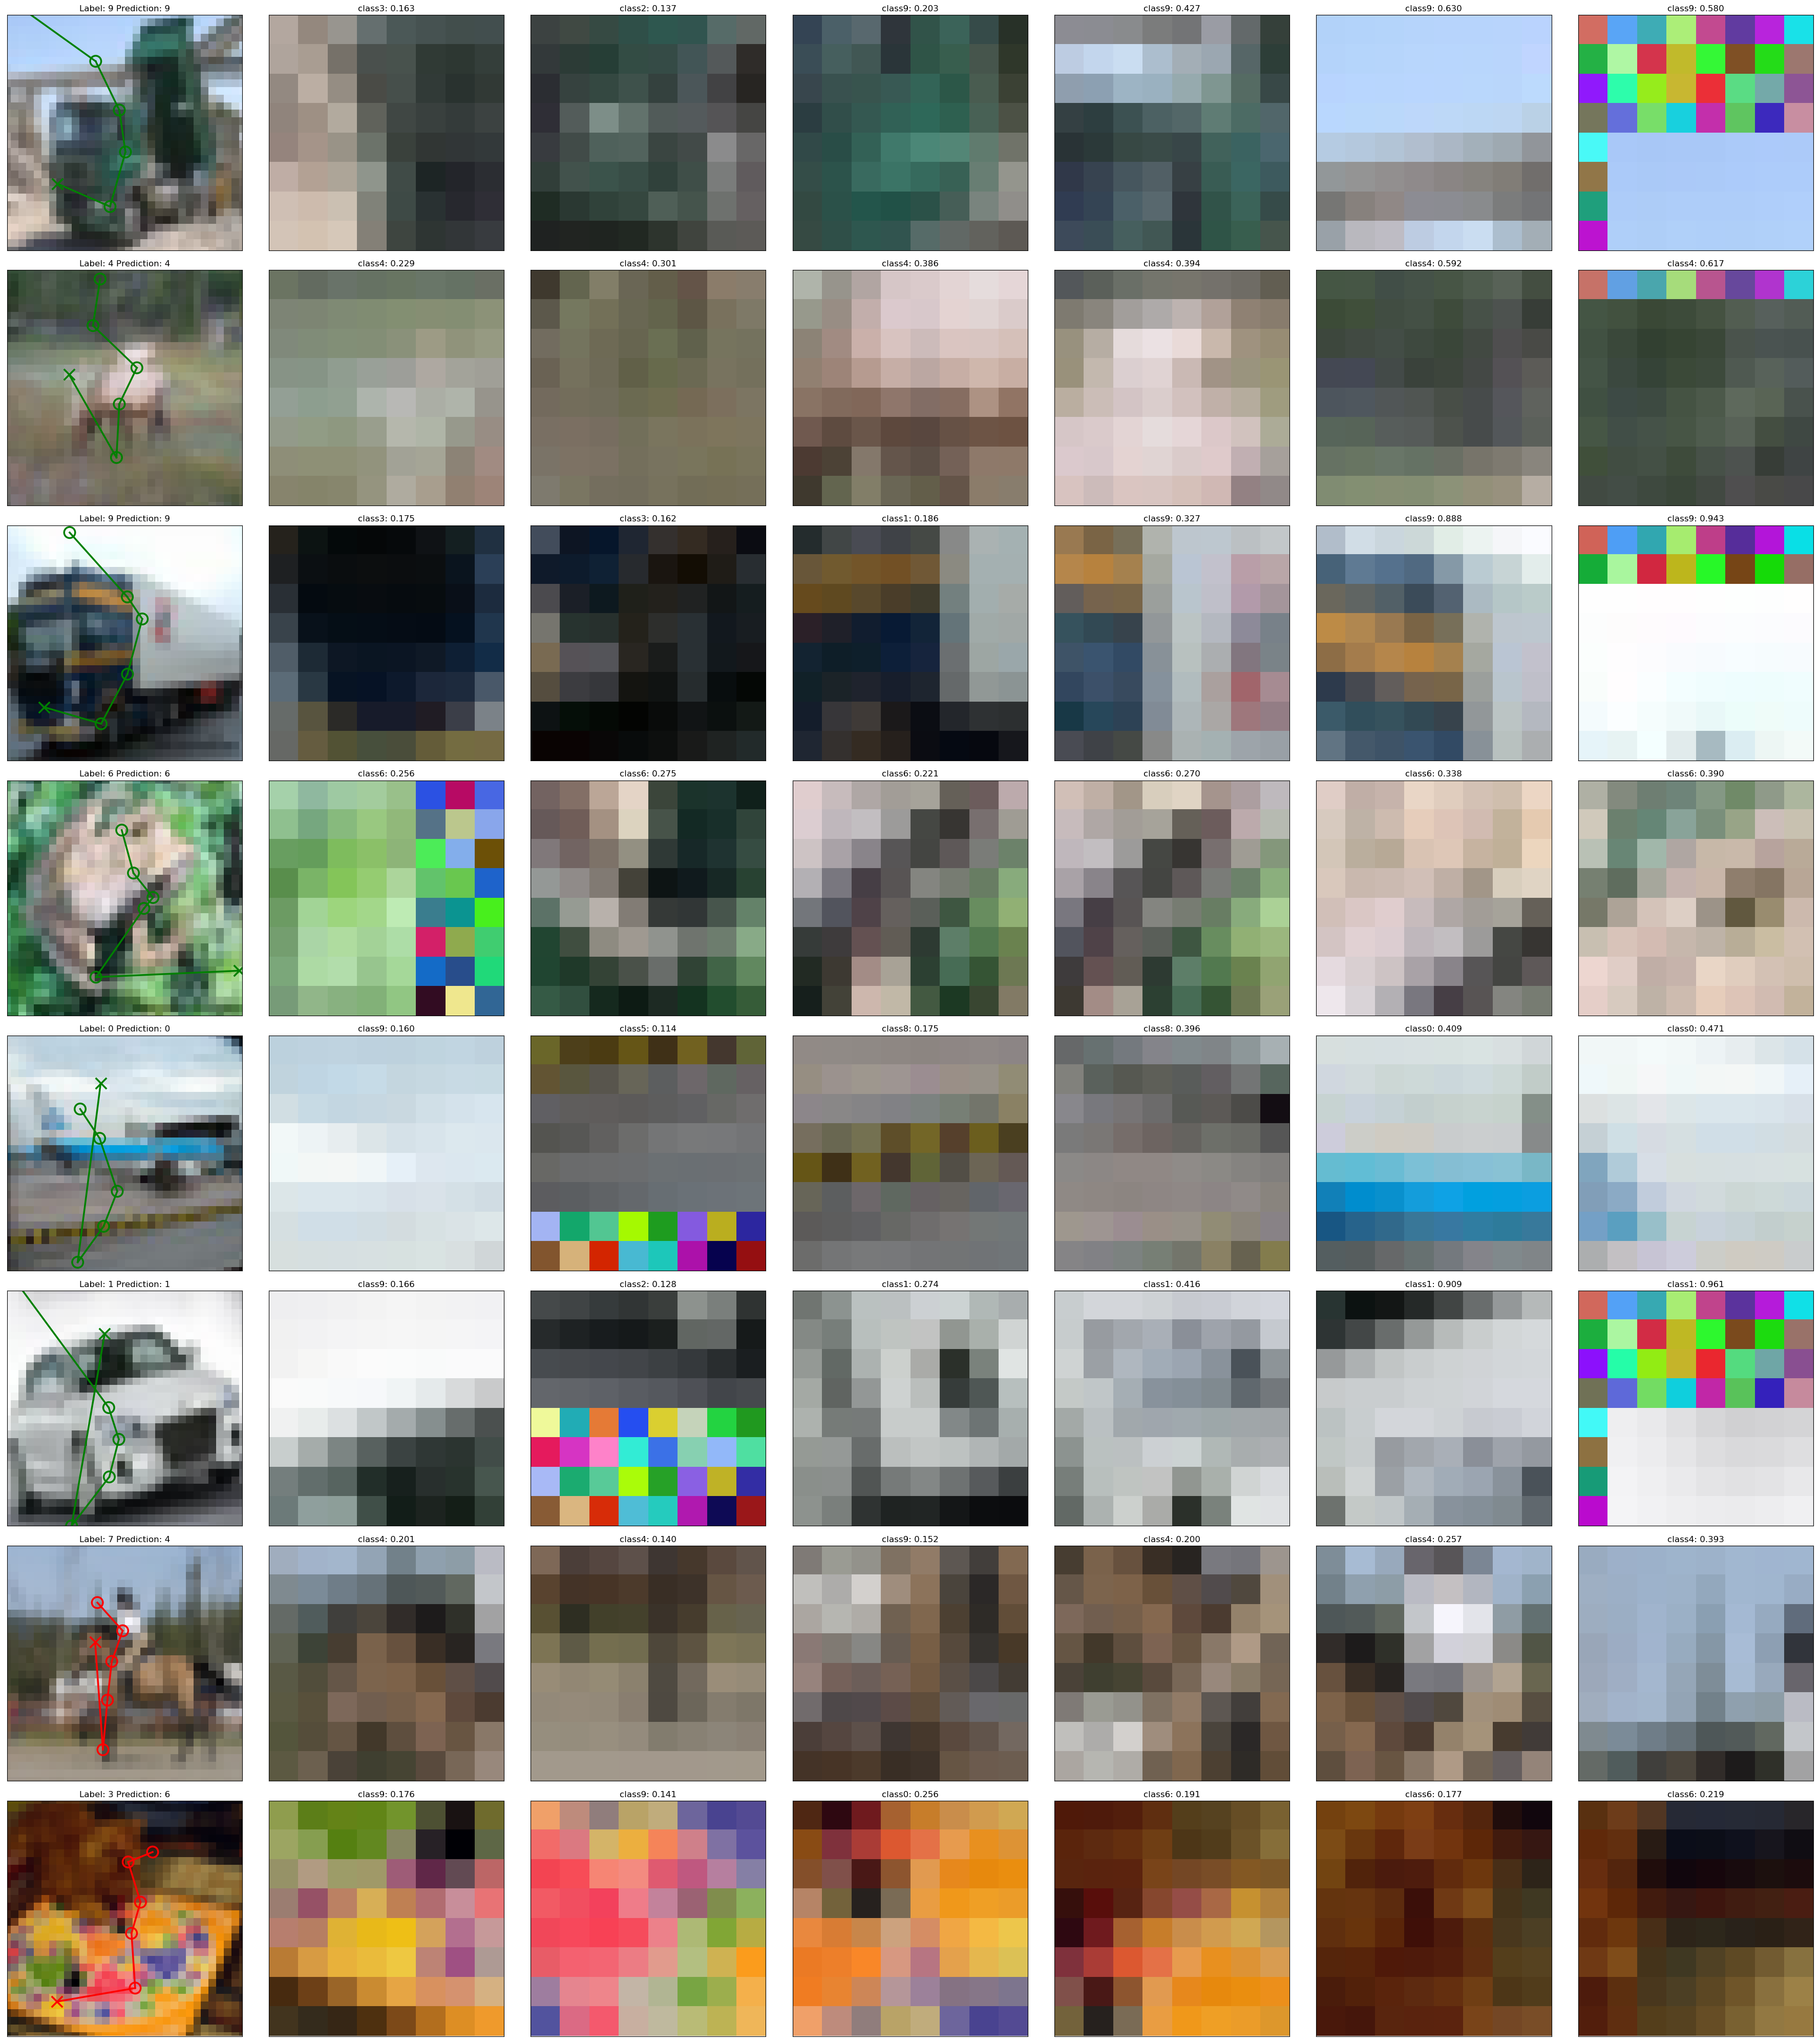 Label: 9 Prediction: 9 class3: 0.163 class2: 0.137 class9: 0.203 class9: 0.427 class9: 0.630 class9: 0.580
Label: 4 Prediction: 4 class4: 0.229 class4: 0.301 class4: 0.386 class4: 0.394 class4: 0.592 class4: 0.617
Label: 9 Prediction: 9 class3: 0.175 class3: 0.162 class1: 0.186 class9: 0.327 class9: 0.888 class9: 0.943
Label: 6 Prediction: 6 class6: 0.256 class6: 0.275 class6: 0.221 class6: 0.270 class6: 0.338 class6: 0.390
Label: 0 Prediction: 0 class9: 0.160 class5: 0.114 class8: 0.175 class8: 0.396 class0: 0.409 class0: 0.471
Label: 1 Prediction: 1 class9: 0.166 class2: 0.128 class1: 0.274 class1: 0.416 class1: 0.909 class1: 0.961
Label: 7 Prediction: 4 class4: 0.201 class4: 0.140 class9: 0.152 class4: 0.200 class4: 0.257 class4: 0.393
Label: 3 Prediction: 6 class9: 0.176 class9: 0.141 class0: 0.256 class6: 0.191 class6: 0.177 class6: 0.219